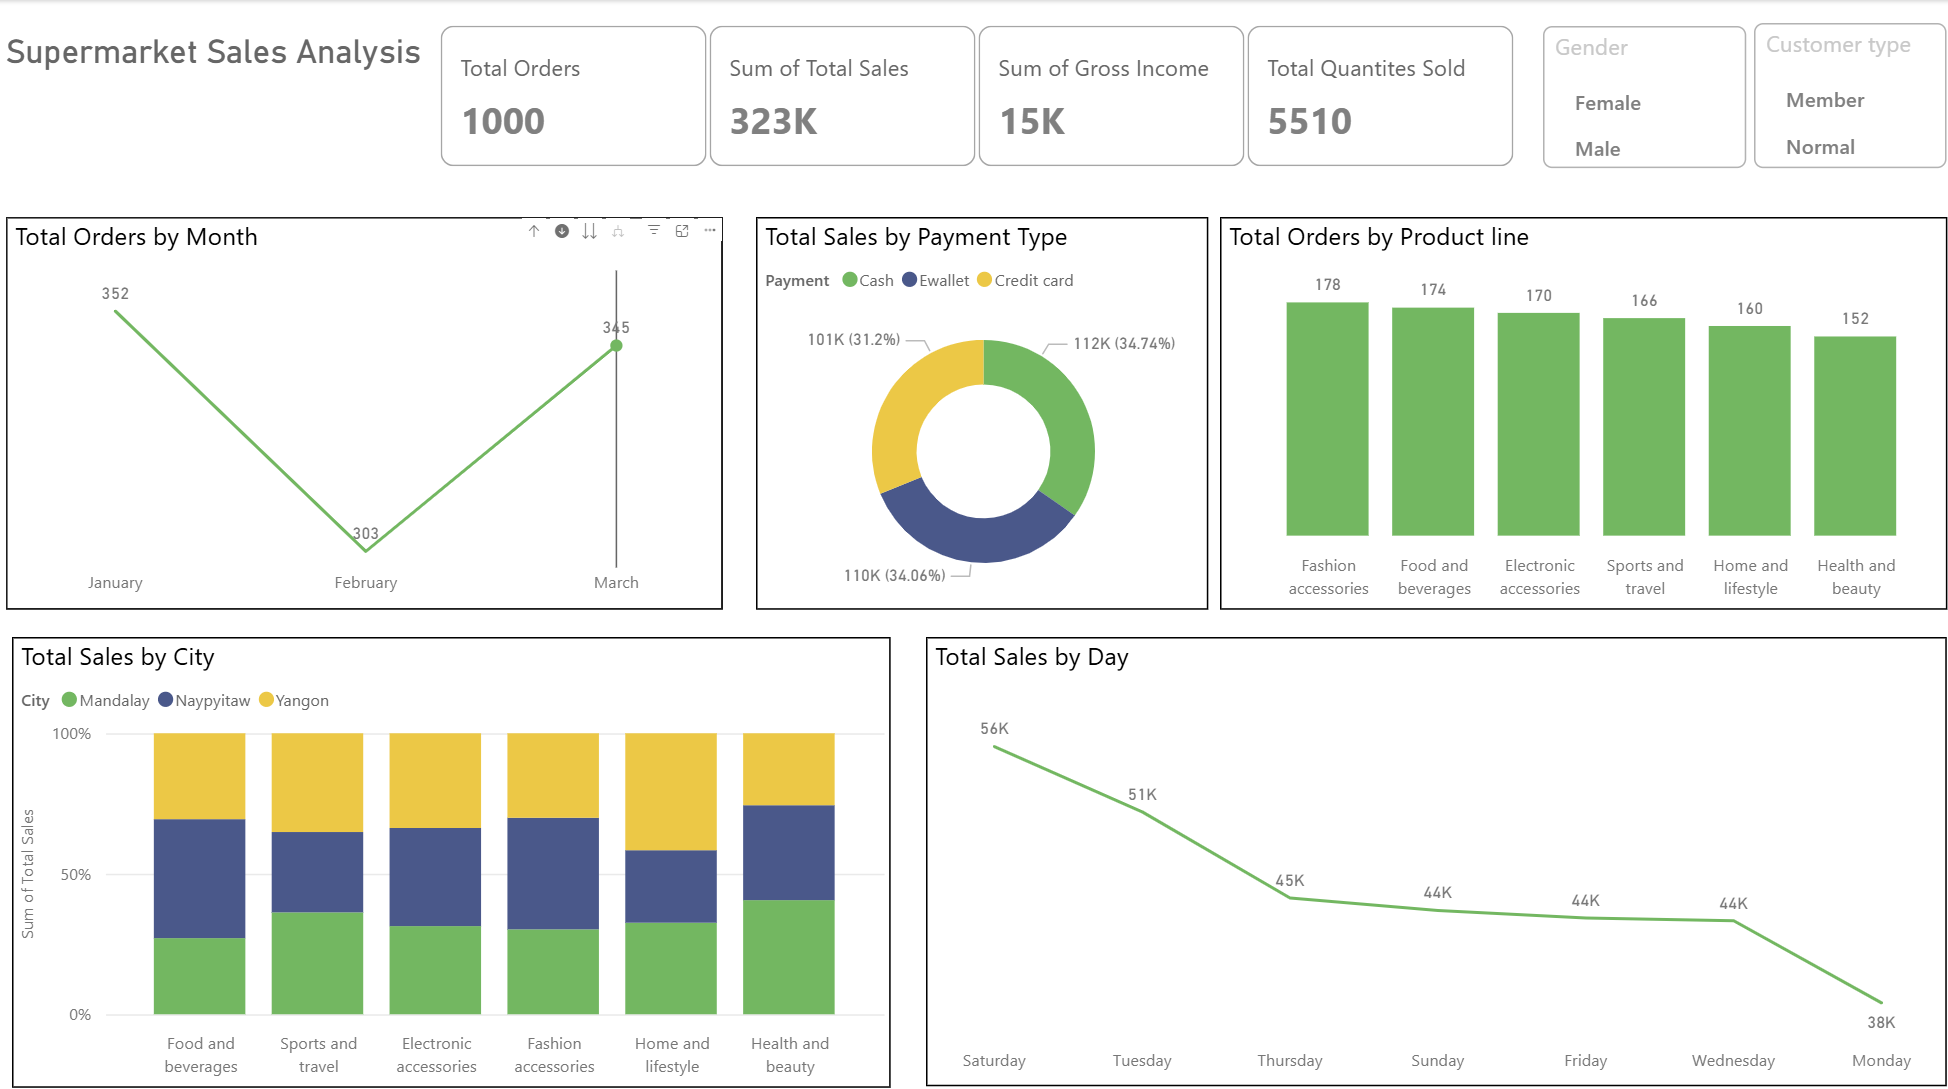 Supermarket Sales Analysis
Total Orders
1000
Sum of Total Sales
323K
Sum of Gross Income
15K
Total Quantites Sold
5510
Gender
Female
Male
Customer type
Member
Normal
Total Orders by Month
352
303
345
January February March
Total Sales by Payment Type
Payment Cash Ewallet Credit card
101K (31.2%)
112K (34.74%)
110K (34.06%)
Total Orders by Product line
178 174 170 166 160 152
Fashion accessories
Food and beverages
Electronic accessories
Sports and travel
Home and lifestyle
Health and beauty
Total Sales by City
City Mandalay Naypyitaw Yangon
100%
50%
0%
Sum of Total Sales
Food and beverages
Sports and travel
Electronic accessories
Fashion accessories
Home and lifestyle
Health and beauty
Total Sales by Day
56K
51K
45K
44K
44K
44K
38K
Saturday Tuesday Thursday Sunday Friday Wednesday Monday